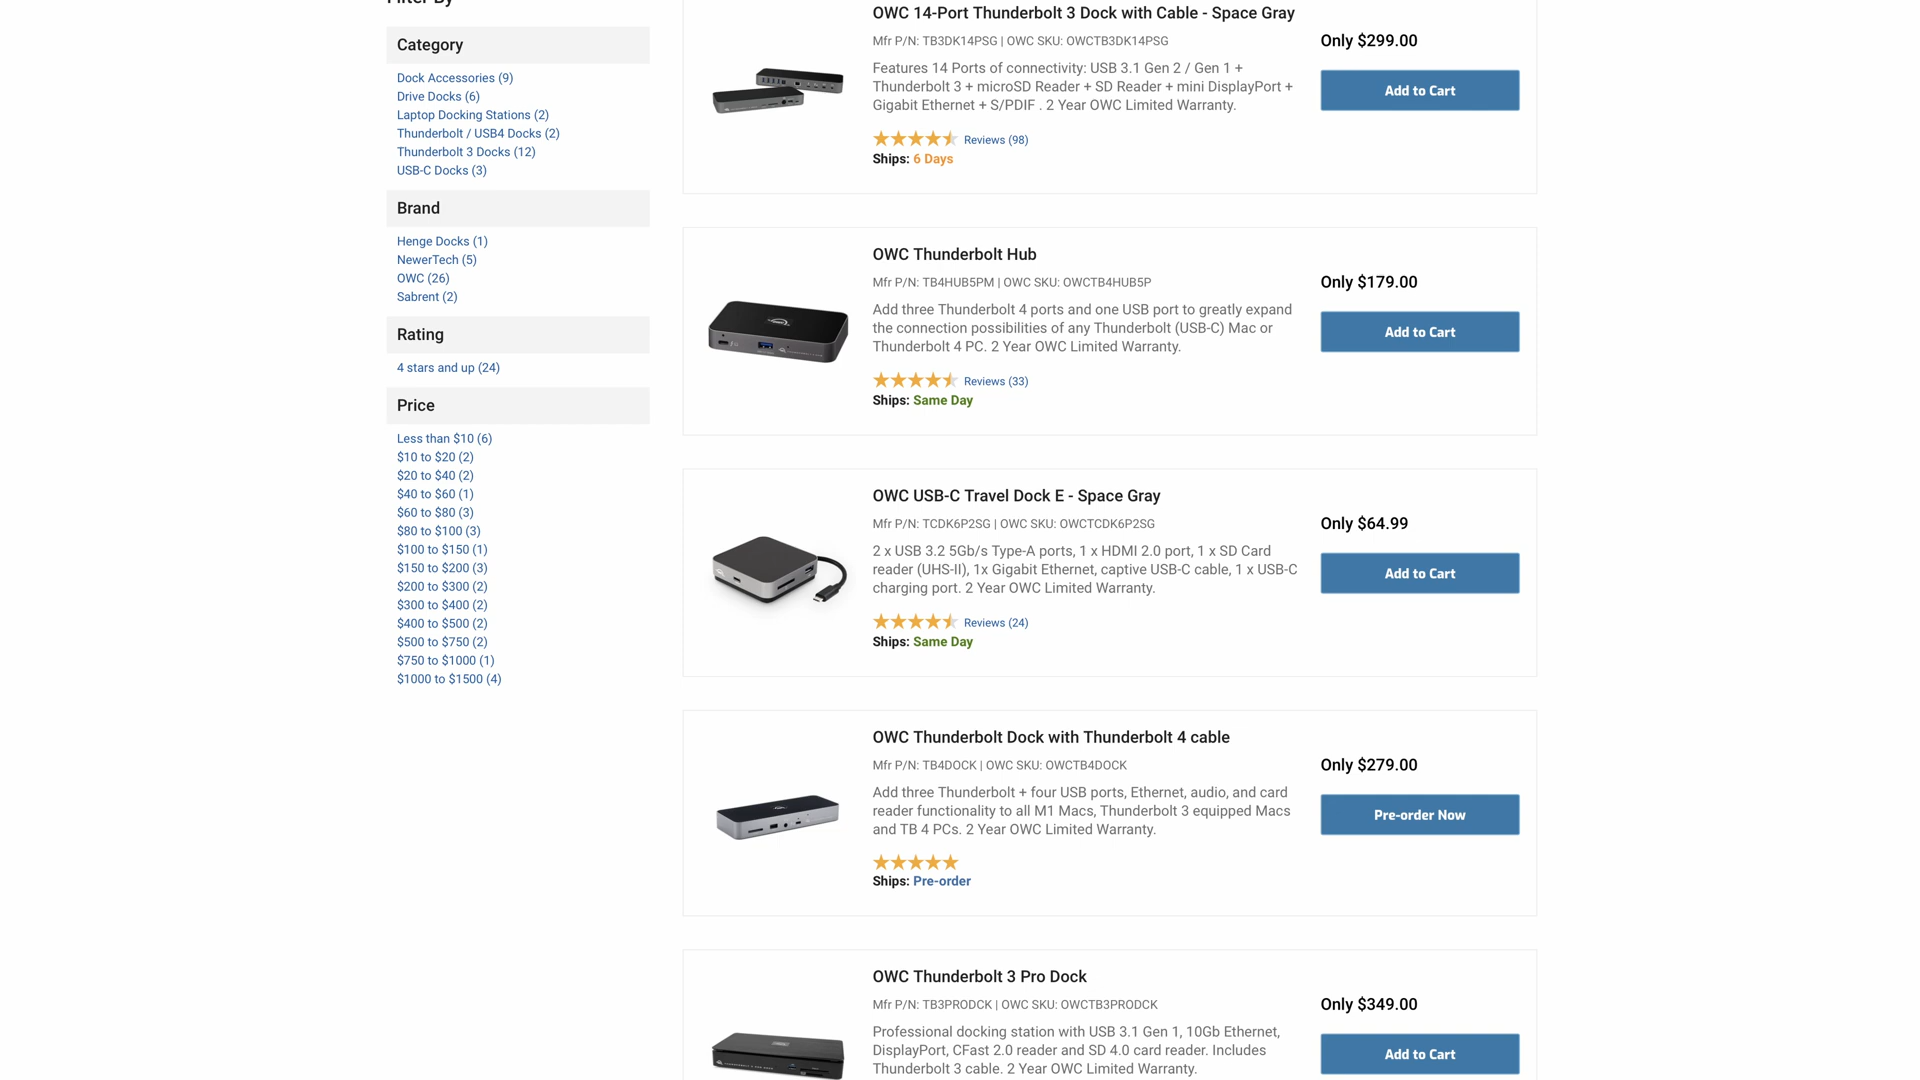 Filter By
Category
Dock Accessories (9)
Drive Docks (6)
Laptop Docking Stations (2)
Thunderbolt / USB4 Docks (2)
Thunderbolt 3 Docks (12)
USB-C Docks (3)
Brand
Henge Docks (1)
NewerTech (5)
OWC (26)
Sabrent (2)
Rating
4 stars and up (24)
Price
Less than $10 (6)
$10 to $20 (2)
$20 to $40 (2)
$40 to $60 (1)
$60 to $80 (3)
$80 to $100 (3)
$100 to $150 (1)
$150 to $200 (3)
$200 to $300 (2)
$300 to $400 (2)
$400 to $500 (2)
$500 to $750 (2)
$750 to $1000 (1)
$1000 to $1500 (4)
OWC 14-Port Thunderbolt 3 Dock with Cable - Space Gray
Mfr P/N: TB3DK14PSG | OWC SKU: OWCTB3DK14PSG
Features 14 Ports of connectivity: USB 3.1 Gen 2 / Gen 1 +
Thunderbolt 3 + microSD Reader + SD Reader + mini DisplayPort +
Gigabit Ethernet + S/PDIF . 2 Year OWC Limited Warranty.
Reviews (98)
Ships: 6 Days
Only $299.00
Add to Cart
OWC Thunderbolt Hub
Mfr P/N: TB4HUB5PM | OWC SKU: OWCTB4HUB5P
Add three Thunderbolt 4 ports and one USB port to greatly expand
the connection possibilities of any Thunderbolt (USB-C) Mac or
Thunderbolt 4 PC. 2 Year OWC Limited Warranty.
Reviews (33)
Ships: Same Day
Only $179.00
Add to Cart
OWC USB-C Travel Dock E - Space Gray
Mfr P/N: TCDK6P2SG | OWC SKU: OWCTCDK6P2SG
2 x USB 3.2 5Gb/s Type-A ports, 1 x HDMI 2.0 port, 1 x SD Card
reader (UHS-II), 1x Gigabit Ethernet, captive USB-C cable, 1 x USB-C
charging port. 2 Year OWC Limited Warranty.
Reviews (24)
Ships: Same Day
Only $64.99
Add to Cart
OWC Thunderbolt Dock with Thunderbolt 4 cable
Mfr P/N: TB4DOCK | OWC SKU: OWCTB4DOCK
Add three Thunderbolt + four USB ports, Ethernet, audio, and card
reader functionality to all M1 Macs, Thunderbolt 3 equipped Macs
and TB 4 PCs. 2 Year OWC Limited Warranty.
Ships: Pre-order
Only $279.00
Pre-order Now
OWC Thunderbolt 3 Pro Dock
Mfr P/N: TB3PRODCK | OWC SKU: OWCTB3PRODCK
Professional docking station with USB 3.1 Gen 1, 10Gb Ethernet,
DisplayPort, CFast 2.0 reader and SD 4.0 card reader. Includes
Thunderbolt 3 cable. 2 Year OWC Limited Warranty.
Only $349.00
Add to Cart